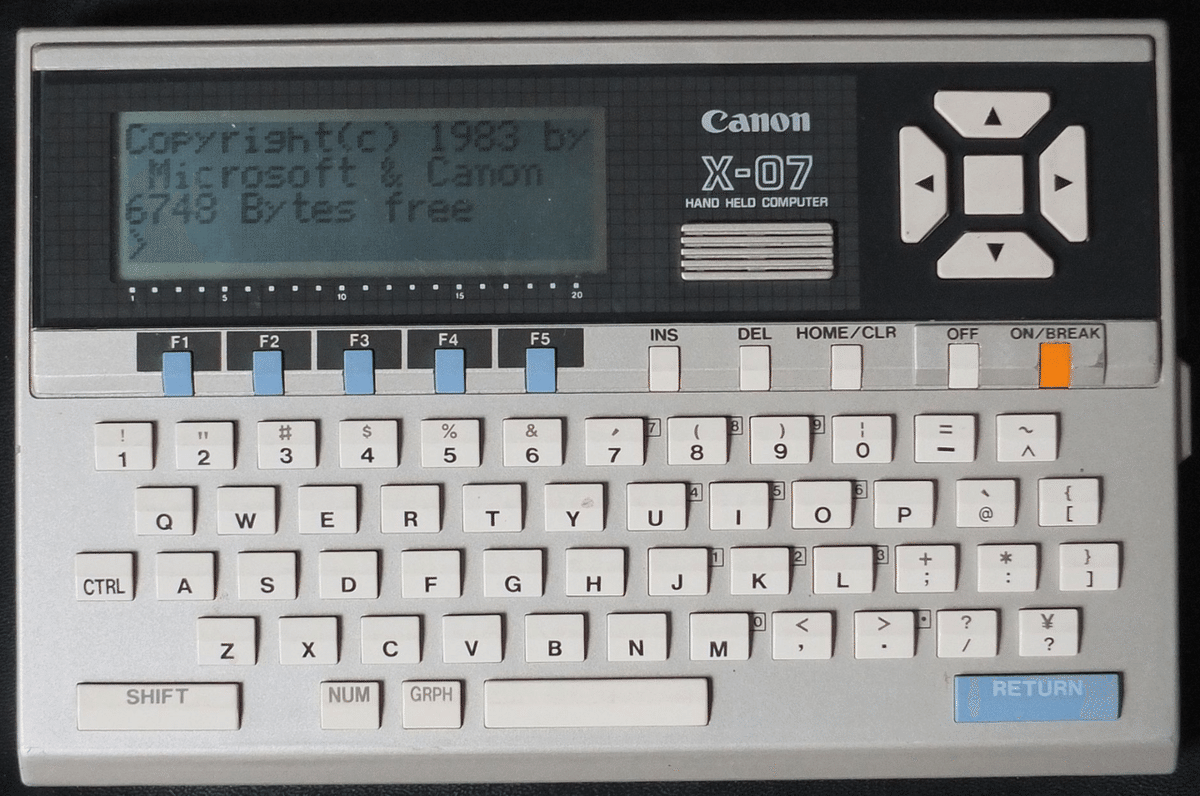 Copyright(c) 1983 by
Microsoft & Canon
6748 Bytes free
>
1 5 10 15 20
Canon
X-07
HAND HELD COMPUTER
F1 F2 F3 F4 F5 INS DEL HOME/CLR OFF ON/BREAK
! " # $ % & ' 7 ( 8 ) 9 ¦ = ~
1 2 3 4 5 6 7 8 9 0 - ^
Q W E R T Y U 4 I 5 O 6 P ` @ { [
CTRL A S D F G H J 1 K 2 L 3 + ; * : } ]
Z X C V B N M 0 < , > . • ? / ¥ ?
SHIFT NUM GRPH RETURN